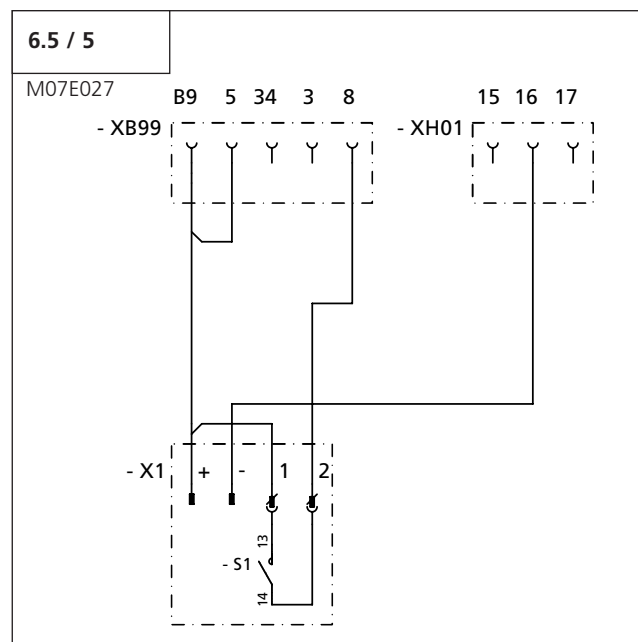 6.5 / 5
M07E027
B9 5 34 3 8
15 16 17
- XB99
- XH01
- X1 + - 1 2
13
- S1
14